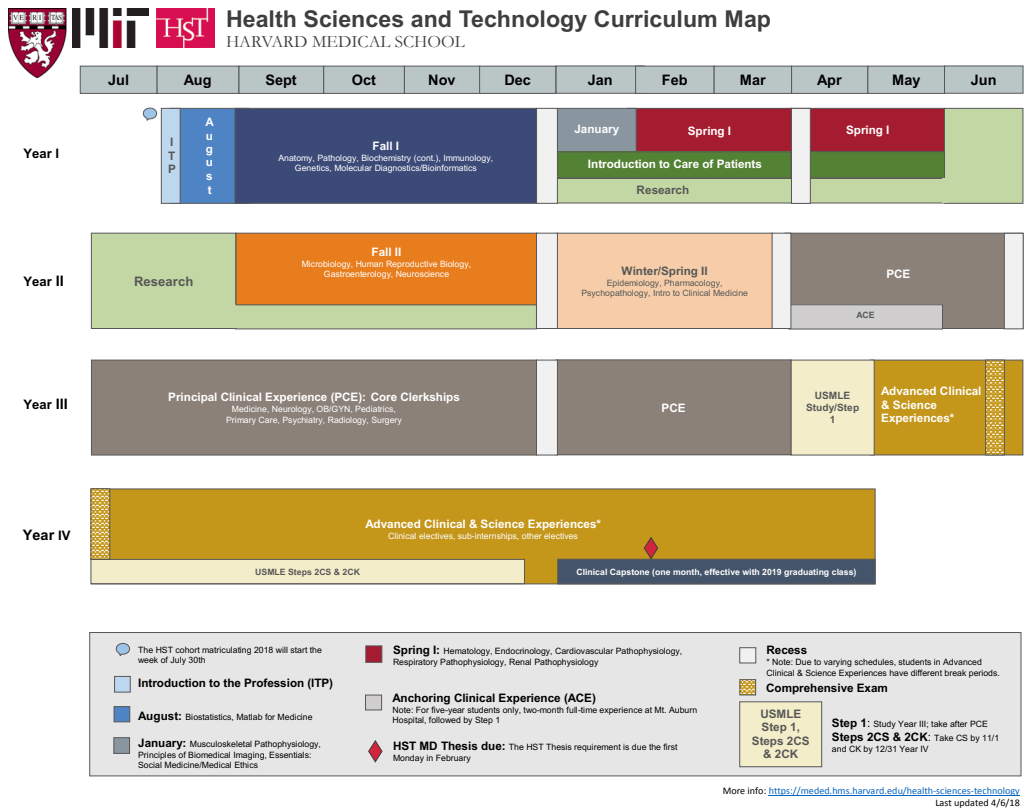 VE RI TAS
MiT
HST
Health Sciences and Technology Curriculum Map
HARVARD MEDICAL SCHOOL
Jul Aug Sept Oct Nov Dec Jan Feb Mar Apr May Jun
Year I
ITP
August
Fall I
Anatomy, Pathology, Biochemistry (cont.), Immunology,
Genetics, Molecular Diagnostics/Bioinformatics
January
Spring I
Spring I
Introduction to Care of Patients
Research
Year II
Research
Fall II
Microbiology, Human Reproductive Biology,
Gastroenterology, Neuroscience
Winter/Spring II
Epidemiology, Pharmacology,
Psychopathology, Intro to Clinical Medicine
PCE
ACE
Year III
Principal Clinical Experience (PCE): Core Clerkships
Medicine, Neurology, OB/GYN, Pediatrics,
Primary Care, Psychiatry, Radiology, Surgery
PCE
USMLE
Study/Step
1
Advanced Clinical
& Science
Experiences*
Year IV
Advanced Clinical & Science Experiences*
Clinical electives, sub-internships, other electives
USMLE Steps 2CS & 2CK
Clinical Capstone (one month, effective with 2019 graduating class)
The HST cohort matriculating 2018 will start the
week of July 30th
Introduction to the Profession (ITP)
August: Biostatistics, Matlab for Medicine
January: Musculoskeletal Pathophysiology,
Principles of Biomedical Imaging, Essentials:
Social Medicine/Medical Ethics
Spring I: Hematology, Endocrinology, Cardiovascular Pathophysiology,
Respiratory Pathophysiology, Renal Pathophysiology
Anchoring Clinical Experience (ACE)
Note: For five-year students only, two-month full-time experience at Mt. Auburn
Hospital, followed by Step 1
HST MD Thesis due: The HST Thesis requirement is due the first
Monday in February
Recess
* Note: Due to varying schedules, students in Advanced
Clinical & Science Experiences have different break periods.
Comprehensive Exam
USMLE
Step 1,
Steps 2CS
& 2CK
Step 1: Study Year III; take after PCE
Steps 2CS & 2CK: Take CS by 11/1
and CK by 12/31 Year IV
More info: https://meded.hms.harvard.edu/health-sciences-technology
Last updated 4/6/18